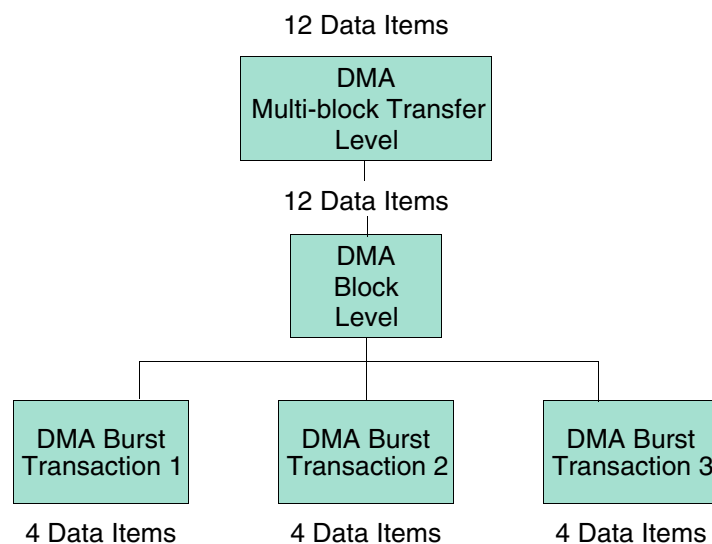 12 Data Items
DMA
Multi-block Transfer
Level
12 Data Items
DMA
Block
Level
DMA Burst
Transaction 1
DMA Burst
Transaction 2
DMA Burst
Transaction 3
4 Data Items
4 Data Items
4 Data Items